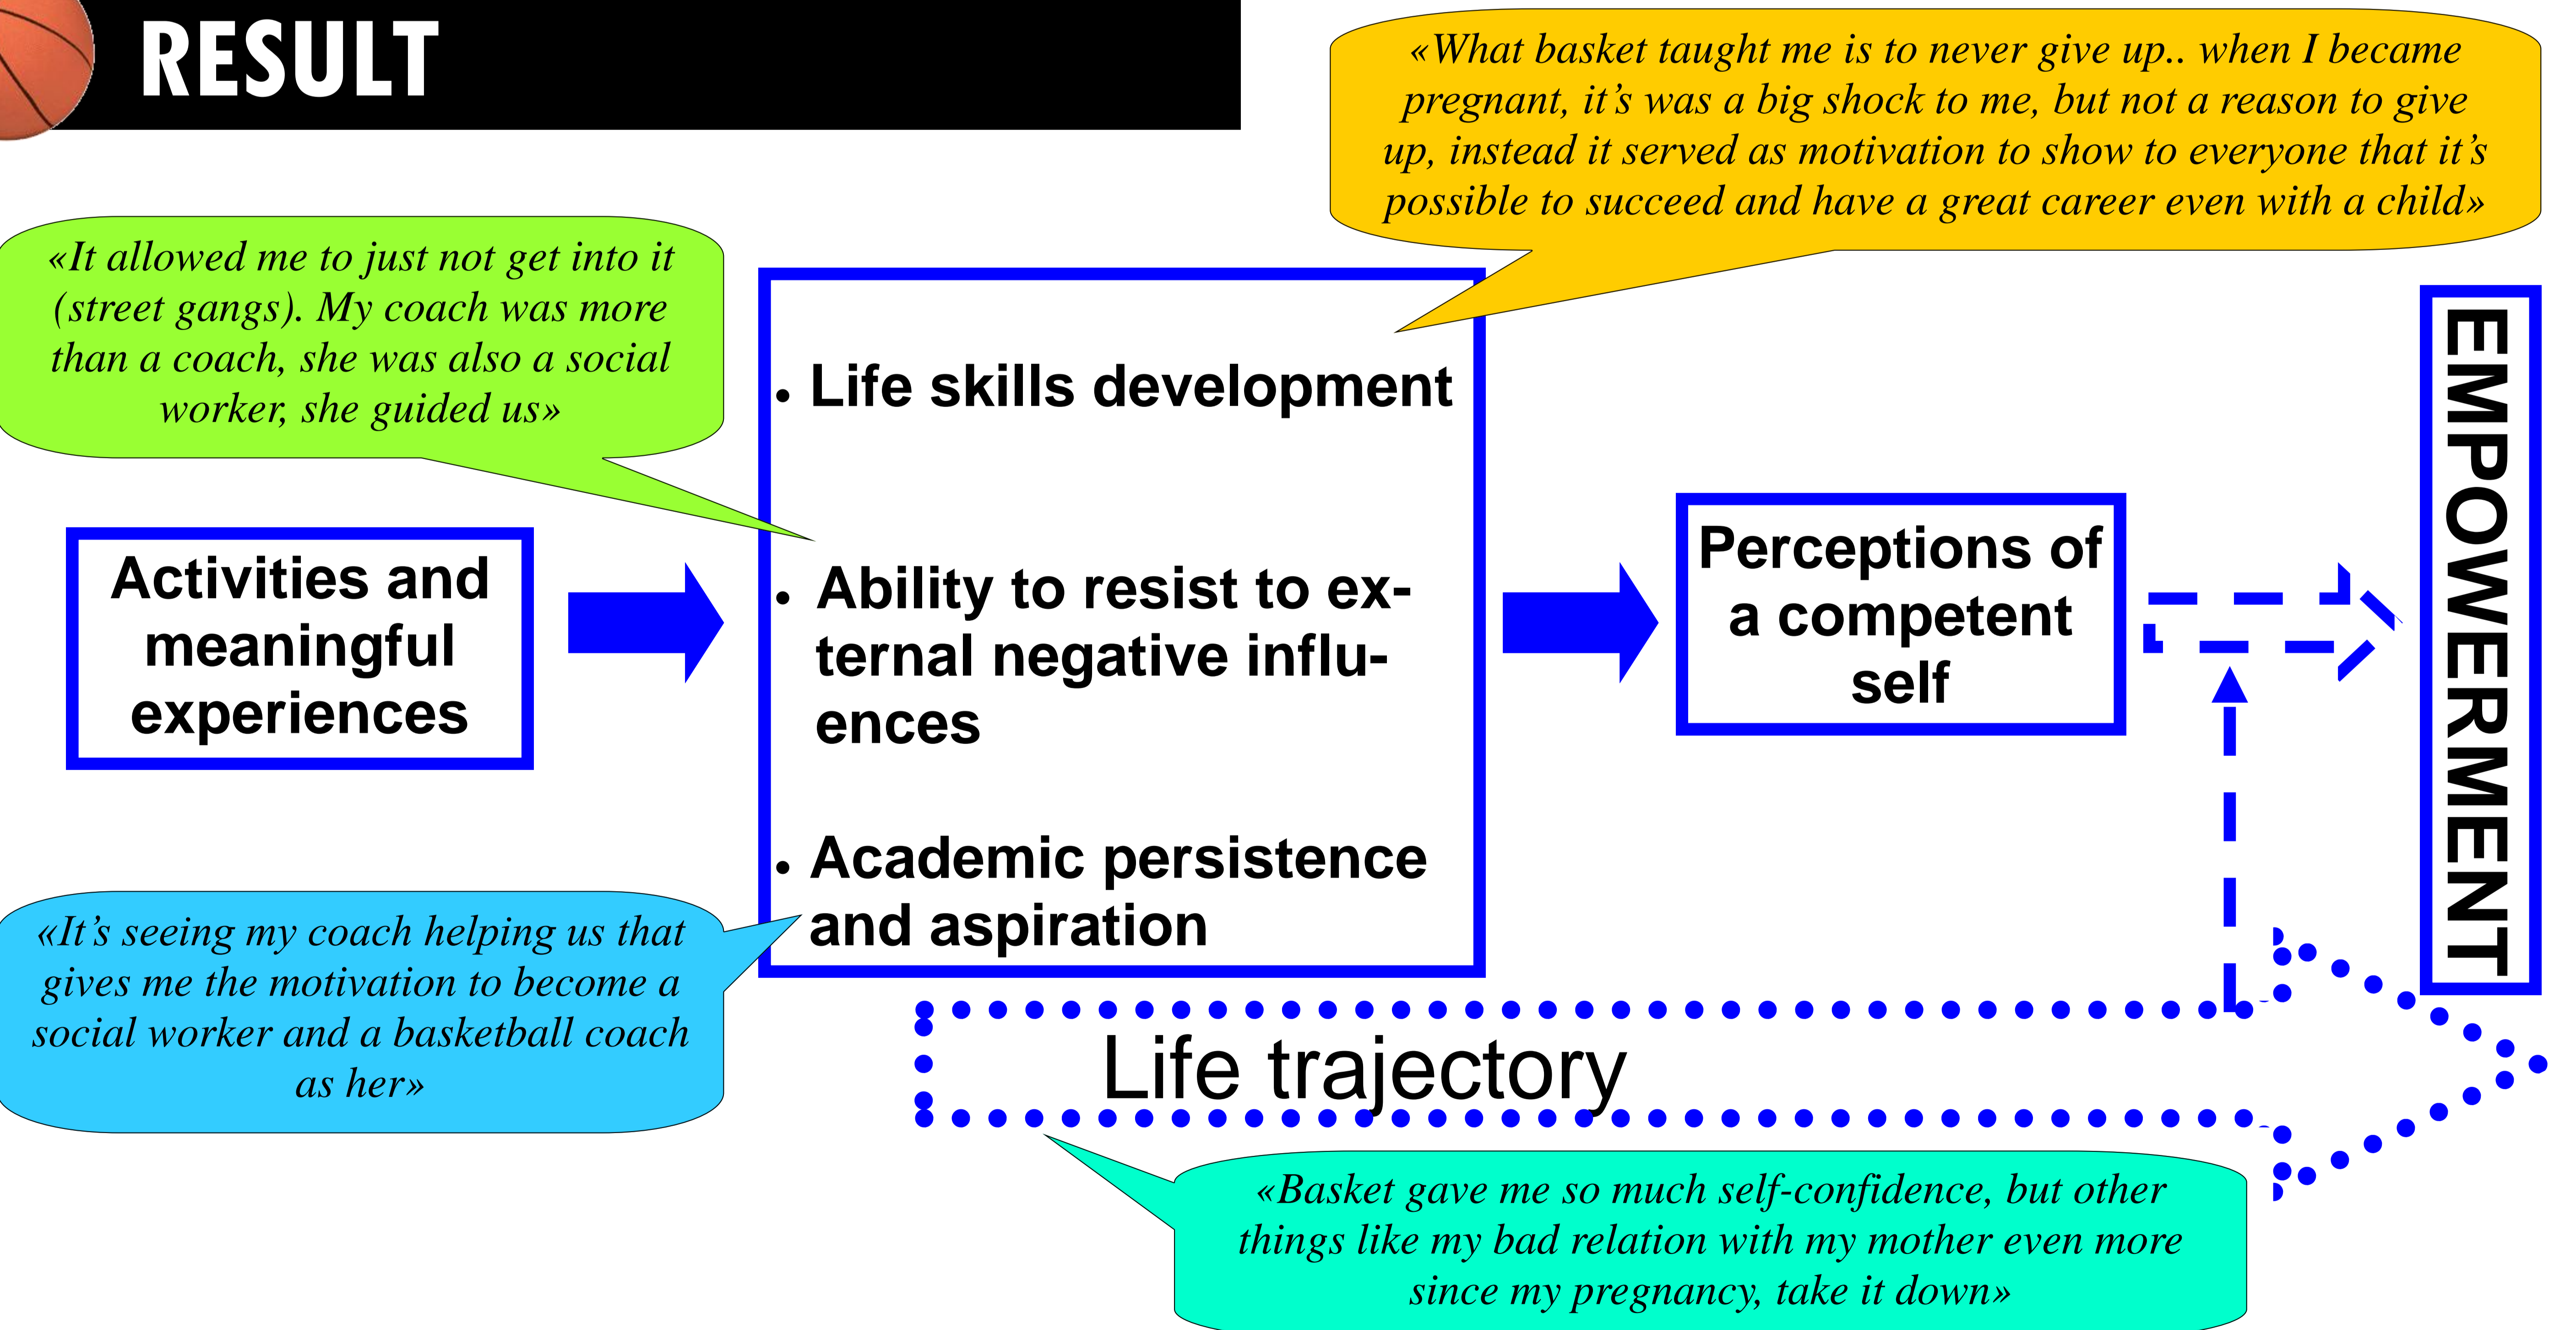 RESULT
«What basket taught me is to never give up.. when I became
pregnant, it’s was a big shock to me, but not a reason to give
up, instead it served as motivation to show to everyone that it’s
possible to succeed and have a great career even with a child»
«It allowed me to just not get into it
(street gangs). My coach was more
than a coach, she was also a social
worker, she guided us»
Activities and
meaningful
experiences
• Life skills development
• Ability to resist to ex-
ternal negative influ-
ences
• Academic persistence
and aspiration
Perceptions of
a competent
self
EMPOWERMENT
«It’s seeing my coach helping us that
gives me the motivation to become a
social worker and a basketball coach
as her»
Life trajectory
«Basket gave me so much self-confidence, but other
things like my bad relation with my mother even more
since my pregnancy, take it down»